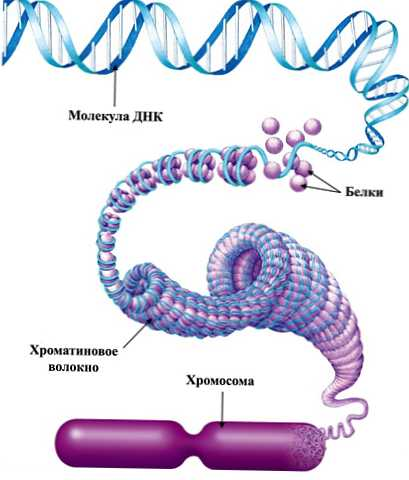 Молекула ДНК
Белки
Хроматиновое
волокно
Хромосома